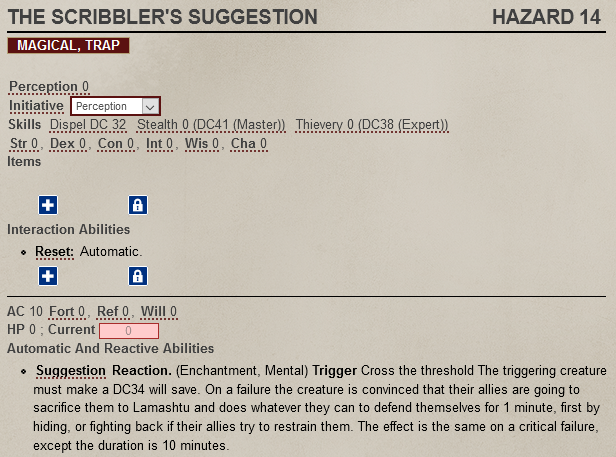 THE SCRIBBLER'S SUGGESTION HAZARD 14
MAGICAL, TRAP
Perception 0
Initiative Perception
Skills Dispel DC 32 Stealth 0 (DC41 (Master)) Thievery 0 (DC38 (Expert))
Str 0, Dex 0, Con 0, Int 0, Wis 0, Cha 0
Items
Interaction Abilities
Reset: Automatic.
AC 10 Fort 0, Ref 0, Will 0
HP 0 ; Current 0
Automatic And Reactive Abilities
Suggestion Reaction. (Enchantment, Mental) Trigger Cross the threshold The triggering creature
must make a DC34 will save. On a failure the creature is convinced that their allies are going to
sacrifice them to Lamashtu and does whatever they can to defend themselves for 1 minute, first by
hiding, or fighting back if their allies try to restrain them. The effect is the same on a critical failure,
except the duration is 10 minutes.